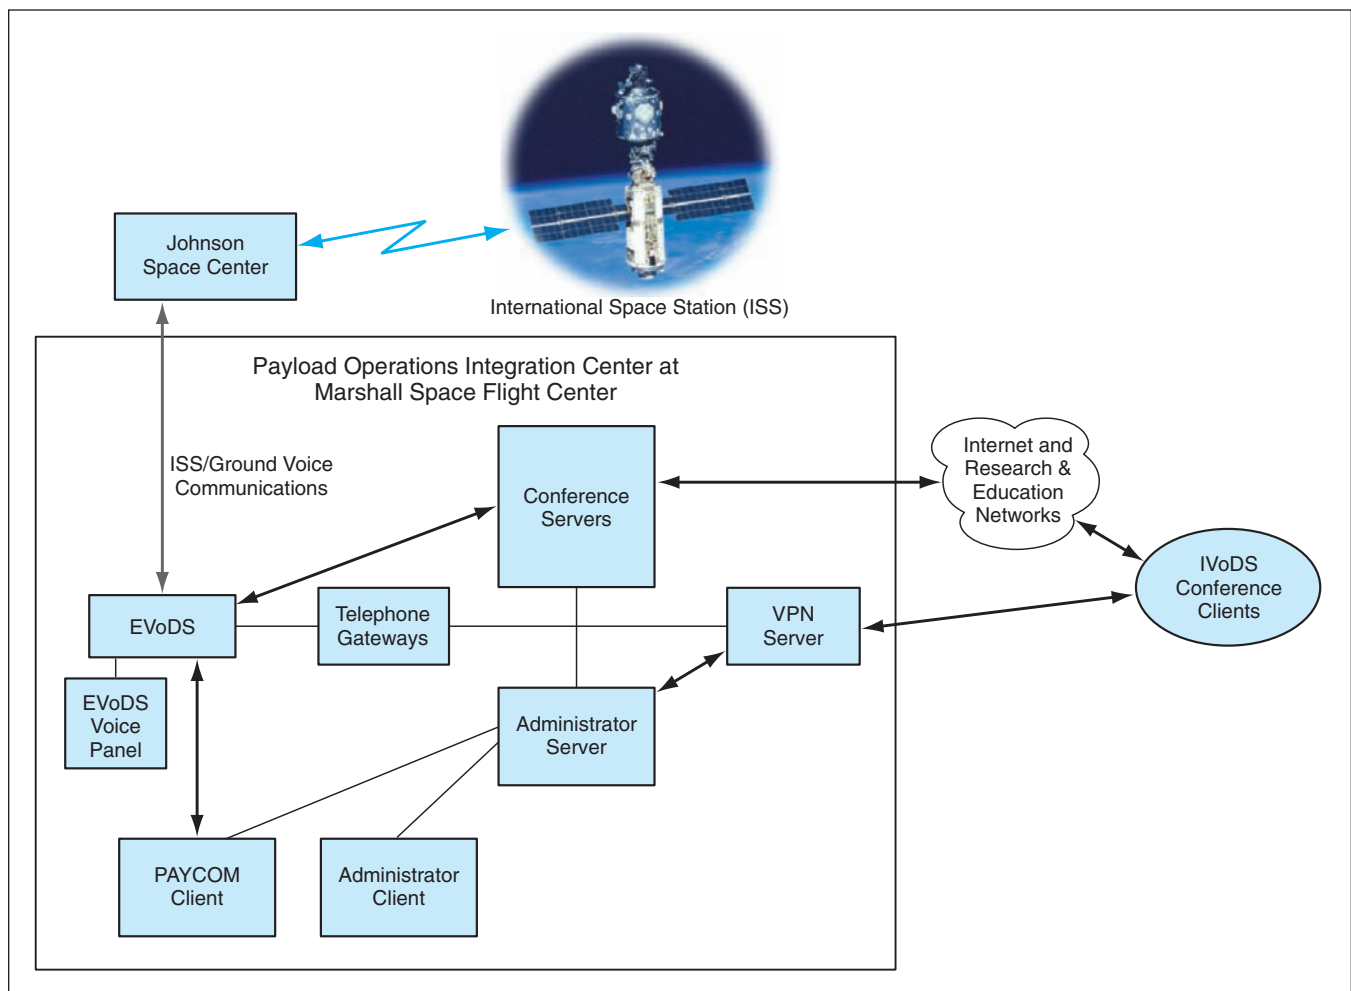 Johnson
Space Center
International Space Station (ISS)
Payload Operations Integration Center at
Marshall Space Flight Center
ISS/Ground Voice
Communications
Conference
Servers
Internet and
Research &
Education
Networks
IVoDS
Conference
Clients
EVoDS
Telephone
Gateways
VPN
Server
EVoDS
Voice
Panel
Administrator
Server
PAYCOM
Client
Administrator
Client